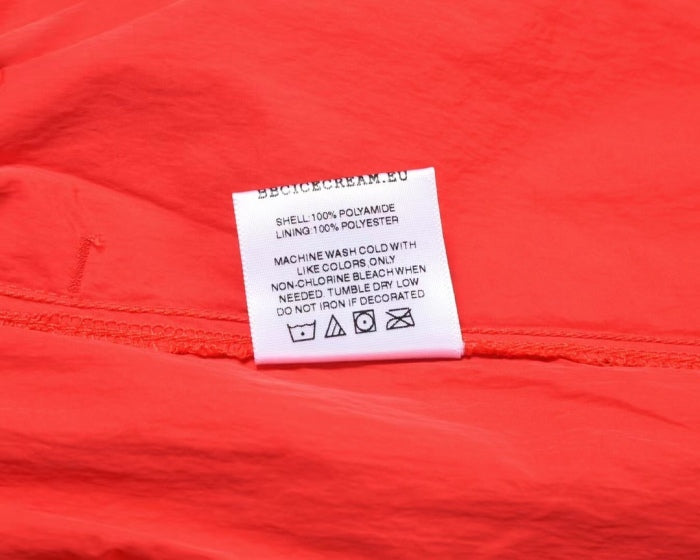 BBCICECREAM.EU
SHELL:100% POLYAMIDE
LINING:100% POLYESTER
MACHINE WASH COLD WITH
LIKE COLORS,ONLY
NON-CHLORINE BLEACH WHEN
NEEDED. TUMBLE DRY LOW
DO NOT IRON IF DECORATED